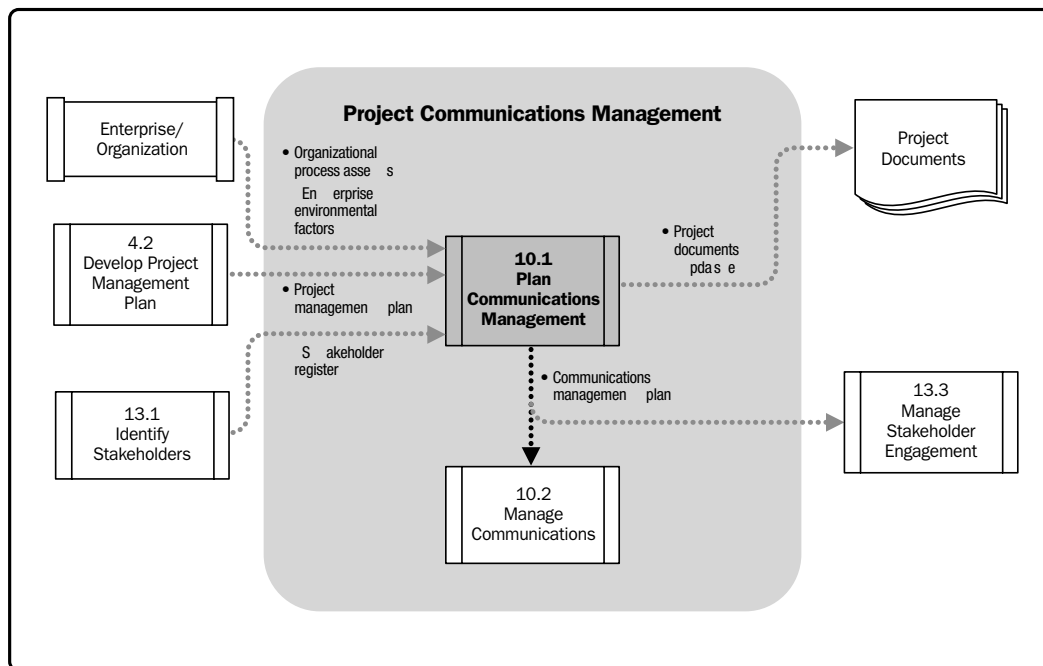 Project Communications Management
Enterprise/
Organization
• Organizational
process asse s
En erprise
environmental
factors
Project
Documents
4.2
Develop Project
Management
Plan
• Project
managemen plan
10.1
Plan
Communications
Management
• Project
documents
pdas e
S akeholder
register
13.1
Identify
Stakeholders
• Communications
managemen plan
13.3
Manage
Stakeholder
Engagement
10.2
Manage
Communications